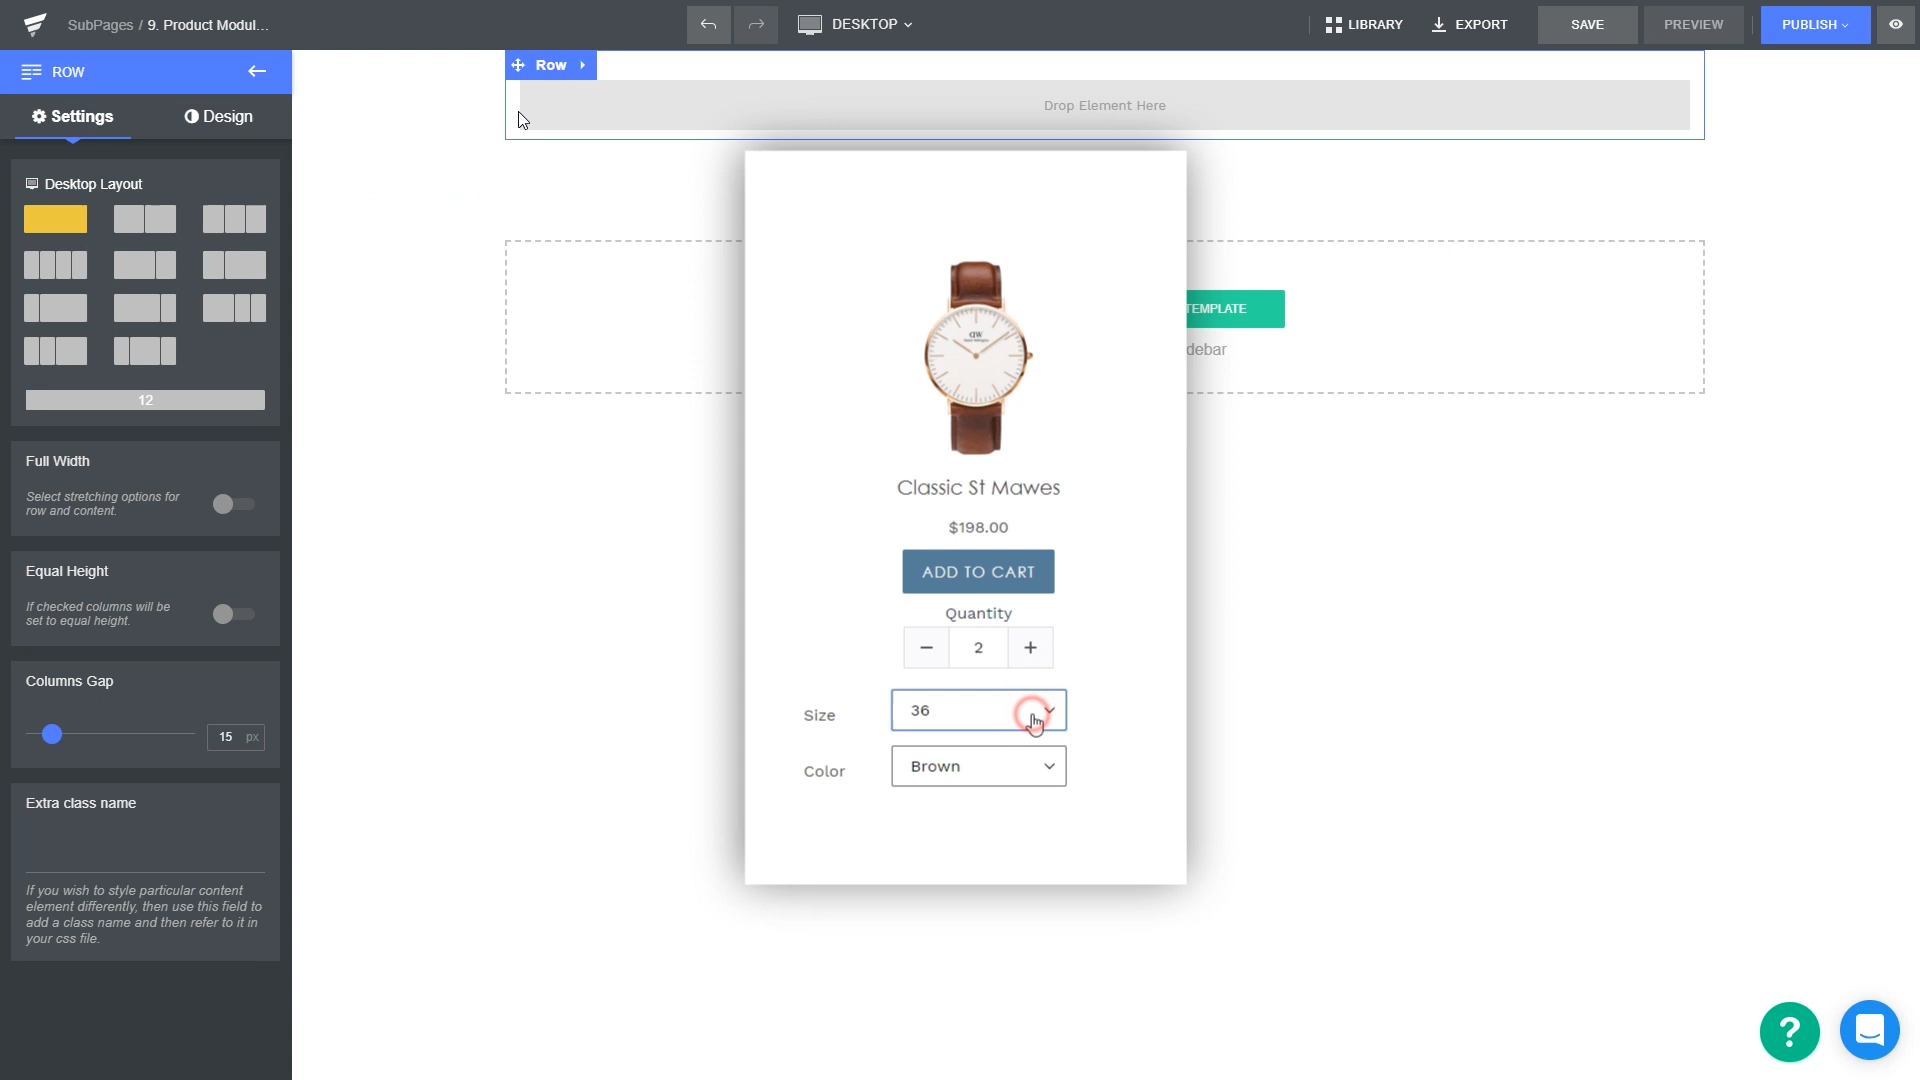 SubPages / 9. Product Modul...
DESKTOP
LIBRARY
EXPORT
SAVE
PREVIEW
PUBLISH
ROW
Row
Settings
Design
Drop Element Here
Desktop Layout
12
TEMPLATE
debar
Full Width
Select stretching options for
row and content.
Equal Height
If checked columns will be
set to equal height.
Columns Gap
15 px
Extra class name
If you wish to style particular content
element differently, then use this field to
add a class name and then refer to it in
your css file.
Classic St Mawes
$198.00
ADD TO CART
Quantity
− 2 +
Size
36
Color
Brown
?